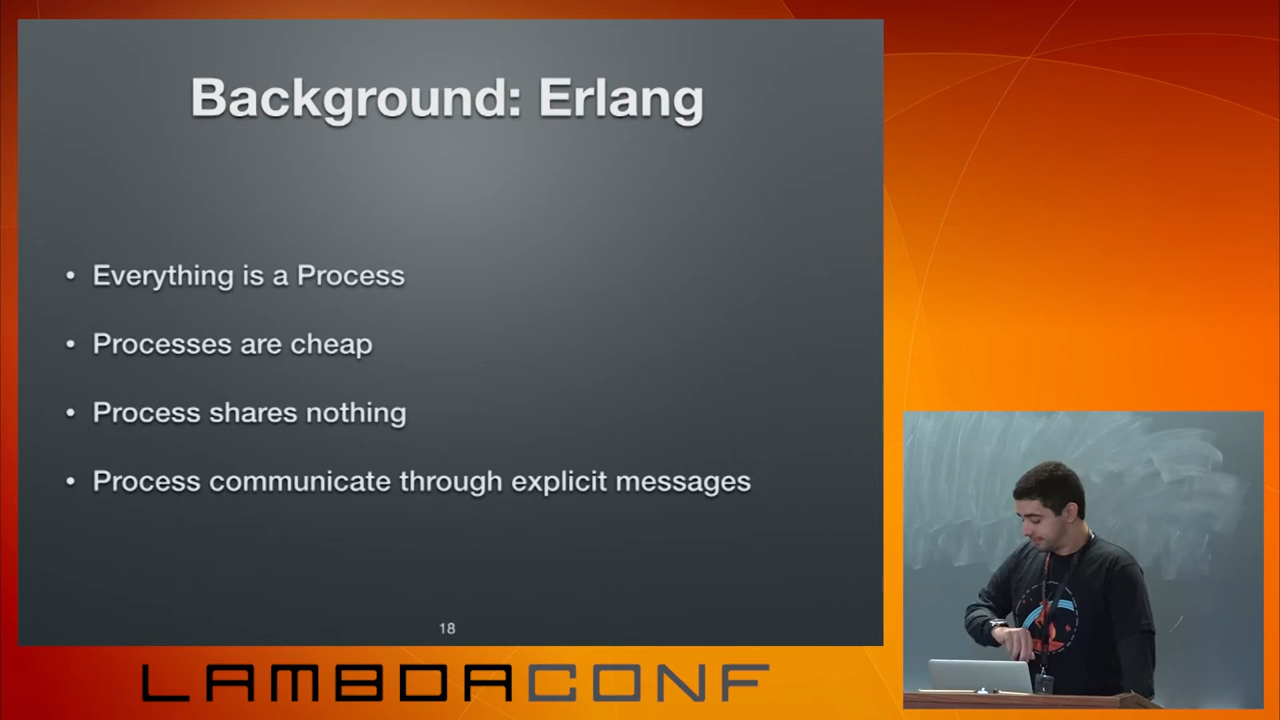 Background: Erlang
• Everything is a Process
• Processes are cheap
• Process shares nothing
• Process communicate through explicit messages
18
LAMBDACONF